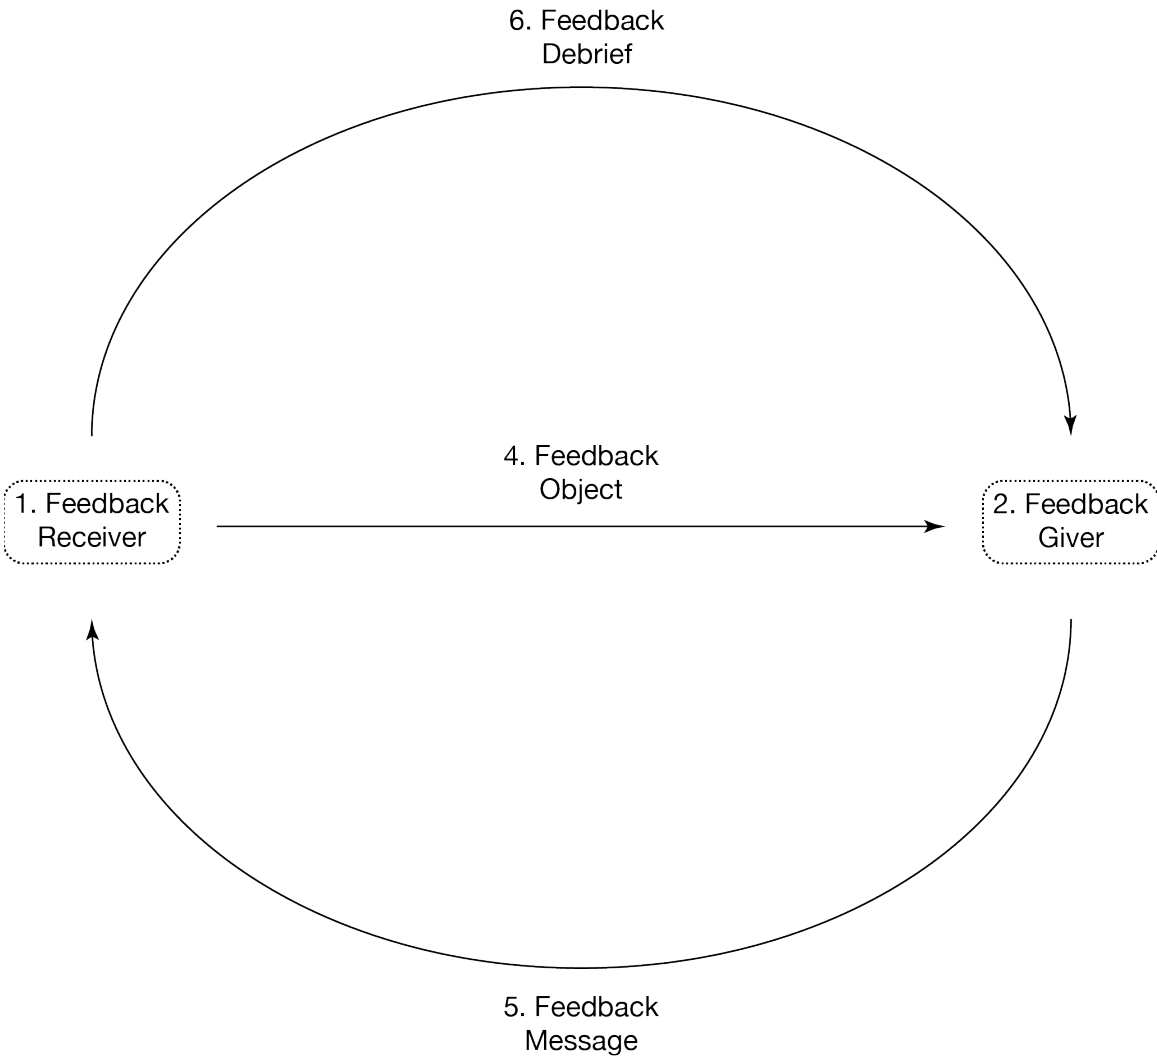 6. Feedback
Debrief
4. Feedback
Object
1. Feedback
Receiver
2. Feedback
Giver
5. Feedback
Message